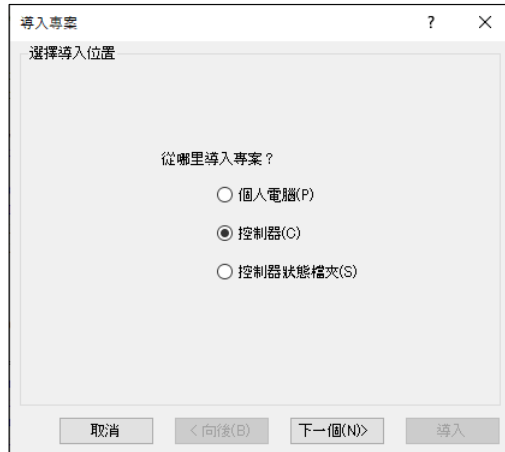 導入專案
?
選擇導入位置
從哪里導入專案？
個人電腦(P)
控制器(C)
控制器狀態檔夾(S)
取消
<向後(B)
下一個(N)>
導入